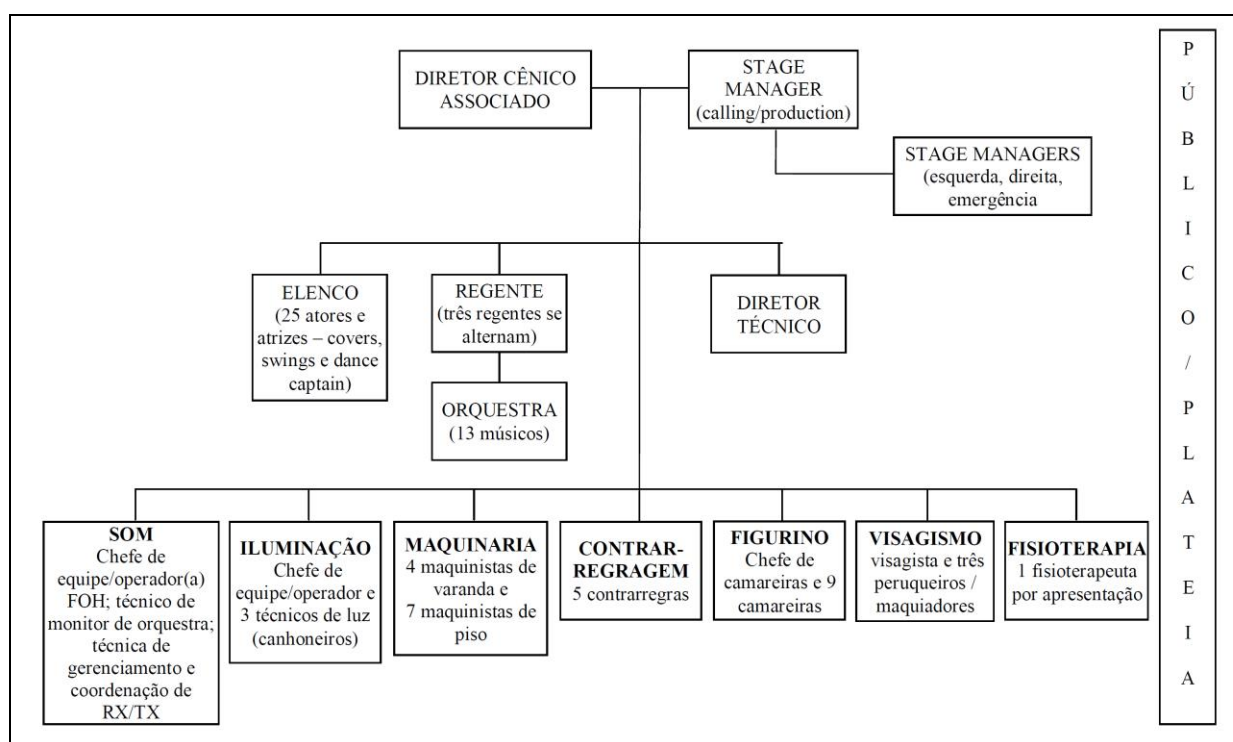 DIRETOR CÊNICO
ASSOCIADO
STAGE
MANAGER
(calling/production)
STAGE MANAGERS
(esquerda, direita,
emergência
ELENCO
(25 atores e
atrizes – covers,
swings e dance
captain)
REGENTE
(três regentes se
alternam)
DIRETOR
TÉCNICO
ORQUESTRA
(13 músicos)
SOM
Chefe de
equipe/operador(a)
FOH; técnico de
monitor de orquestra;
técnica de
gerenciamento e
coordenação de
RX/TX
ILUMINAÇÃO
Chefe de
equipe/operador e
3 técnicos de luz
(canhoneiros)
MAQUINARIA
4 maquinistas de
varanda e
7 maquinistas de
piso
CONTRAR-
REGRAGEM
5 contrarregras
FIGURINO
Chefe de
camareiras e 9
camareiras
VISAGISMO
visagista e três
peruqueiros /
maquiadores
FISIOTERAPIA
1 fisioterapeuta
por apresentação
P
Ú
B
L
I
C
O
/
P
L
A
T
E
I
A